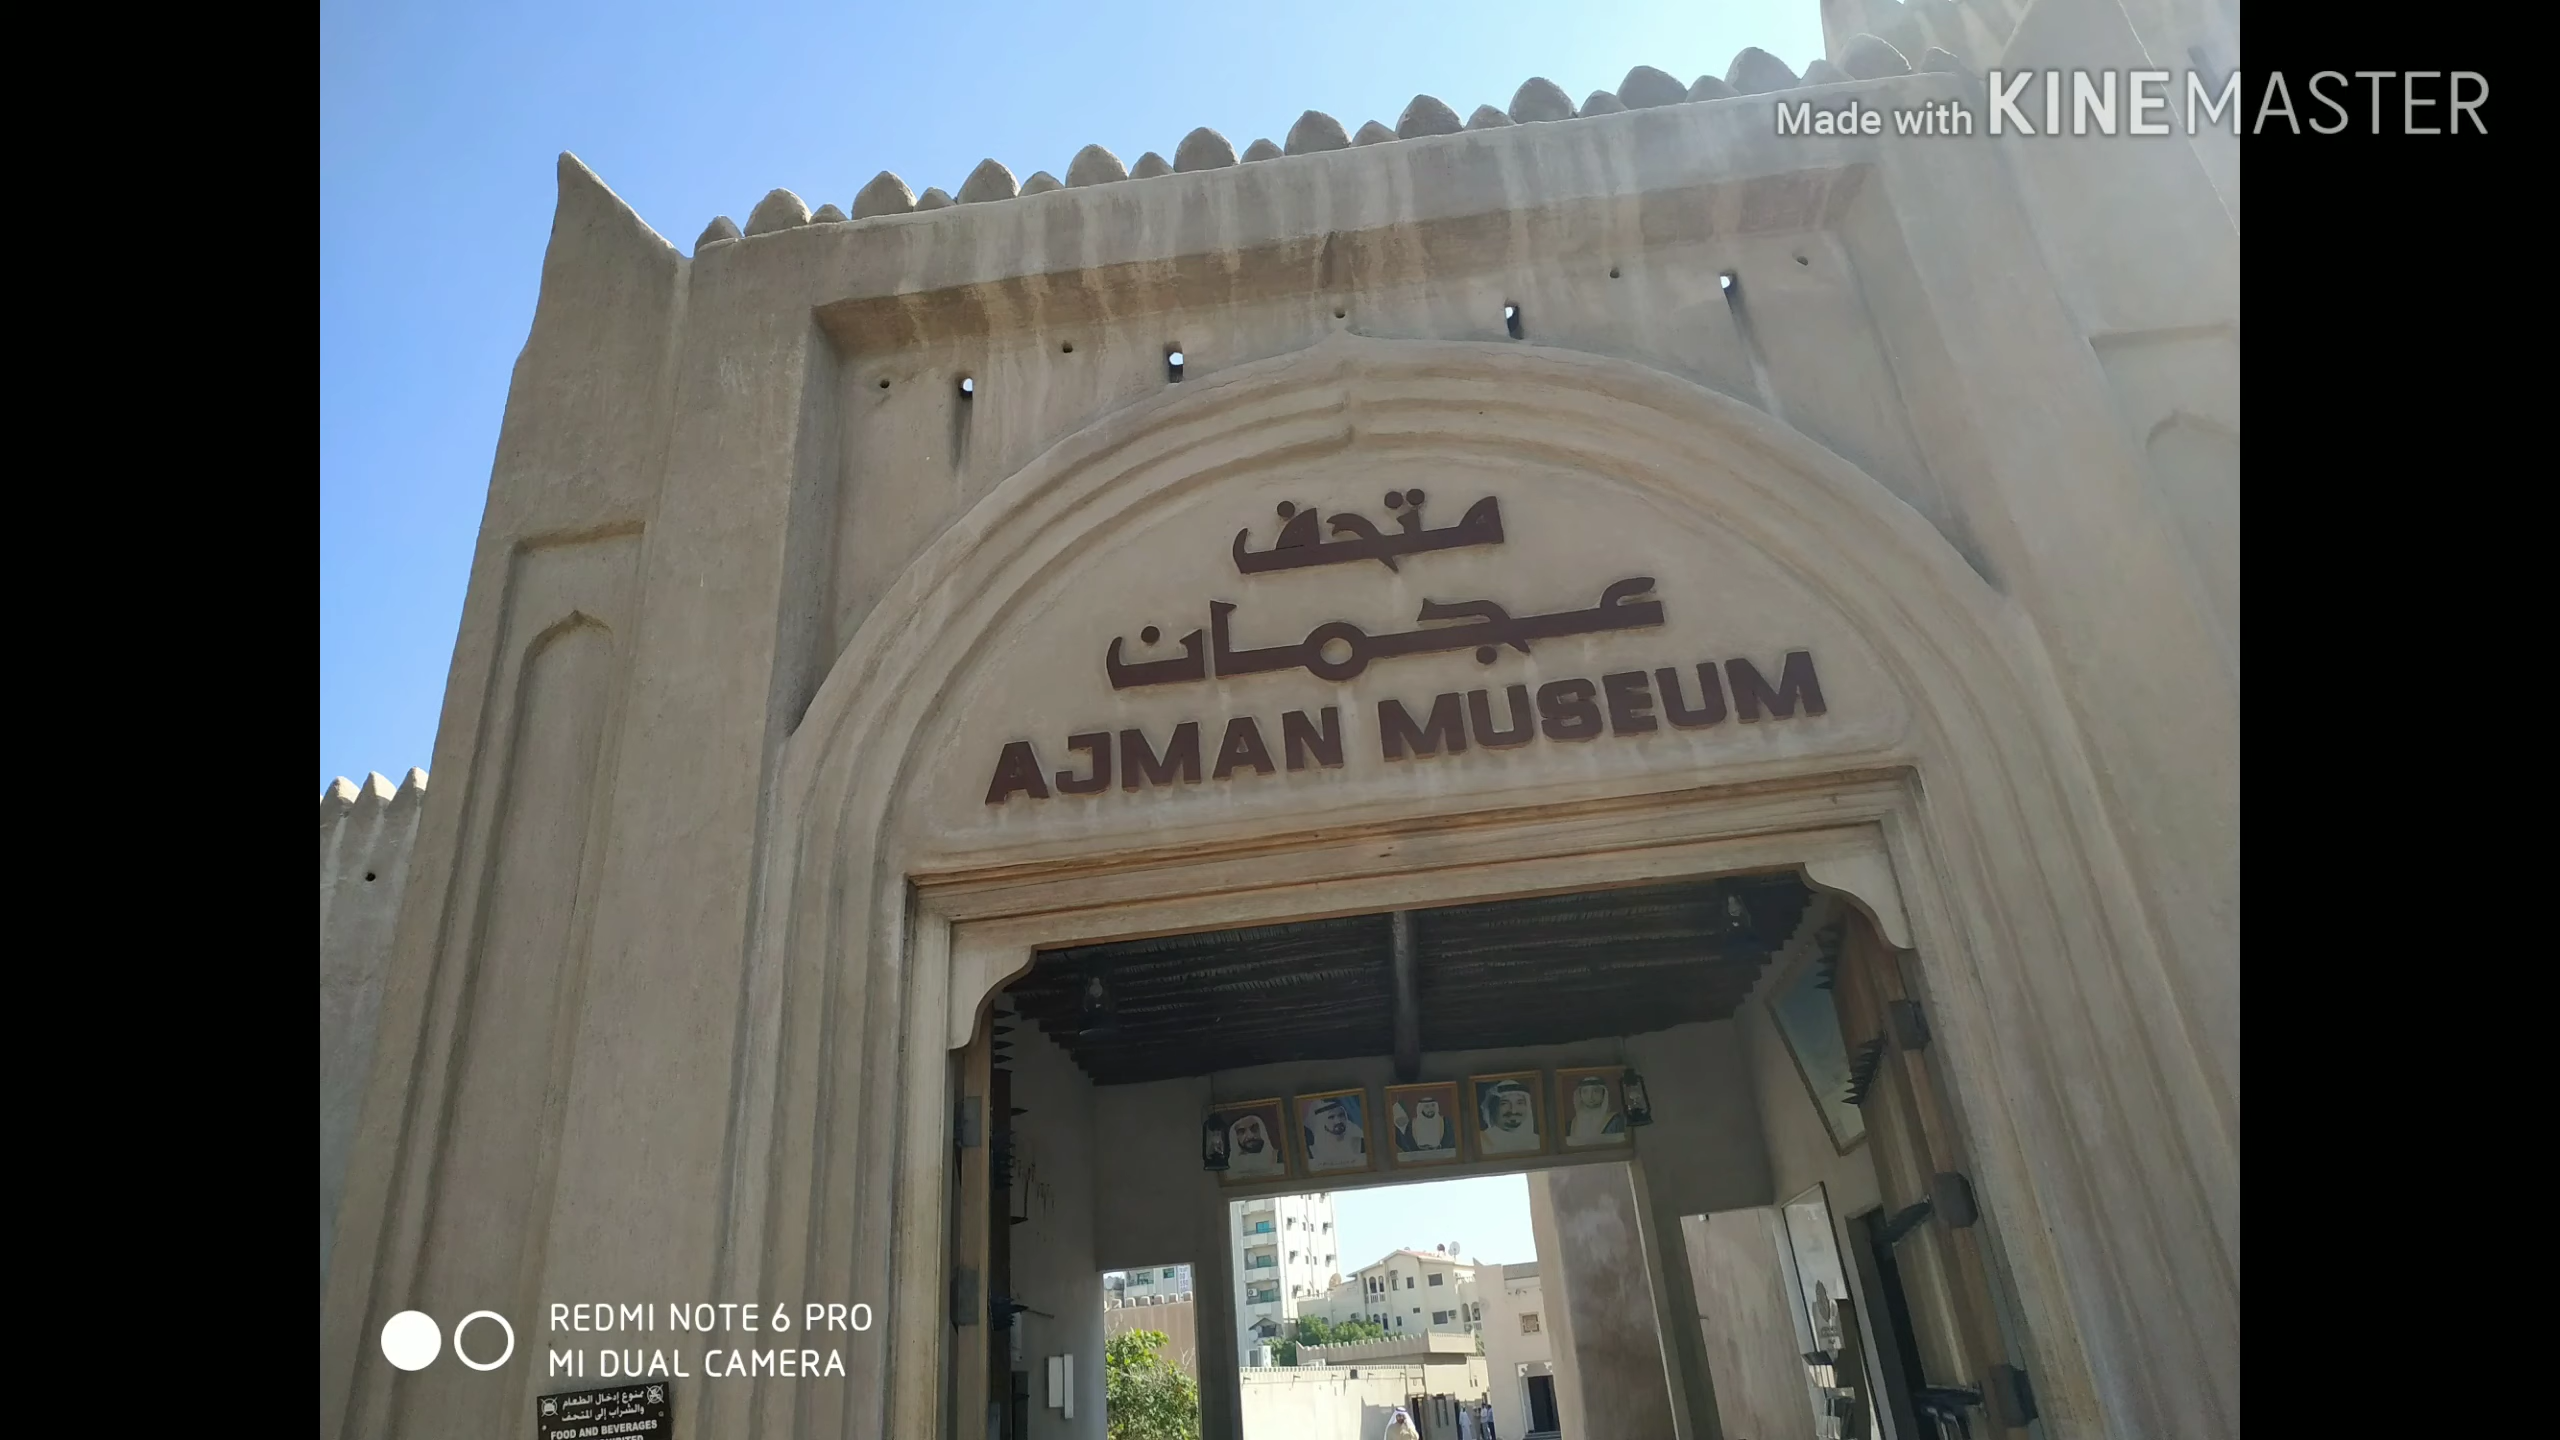 Made with KINEMASTER
متحف
عجمان
AJMAN MUSEUM
REDMI NOTE 6 PRO
MI DUAL CAMERA
ممنوع إدخال الطعام
والشراب إلى المتحف
FOOD AND BEVERAGES